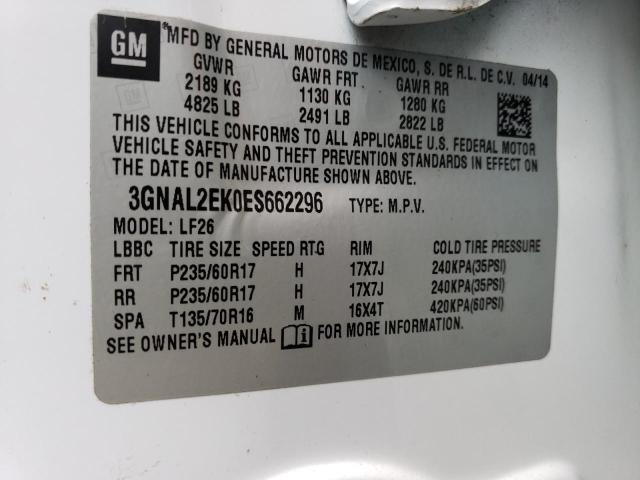 GM
*MFD BY GENERAL MOTORS DE MEXICO, S. DE R.L. DE C.V. 04/14
GVWR GAWR FRT GAWR RR
2189 KG 1130 KG 1280 KG
4825 LB 2491 LB 2822 LB
THIS VEHICLE CONFORMS TO ALL APPLICABLE U.S. FEDERAL MOTOR
VEHICLE SAFETY AND THEFT PREVENTION STANDARDS IN EFFECT ON
THE DATE OF MANUFACTURE SHOWN ABOVE.
3GNAL2EK0ES662296 TYPE: M.P.V.
MODEL: LF26
LBBC TIRE SIZE SPEED RTG RIM COLD TIRE PRESSURE
FRT P235/60R17 H 17X7J 240KPA(35PSI)
RR P235/60R17 H 17X7J 240KPA(35PSI)
SPA T135/70R16 M 16X4T 420KPA(60PSI)
SEE OWNER'S MANUAL FOR MORE INFORMATION.